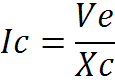 Ic = Ve / Xc